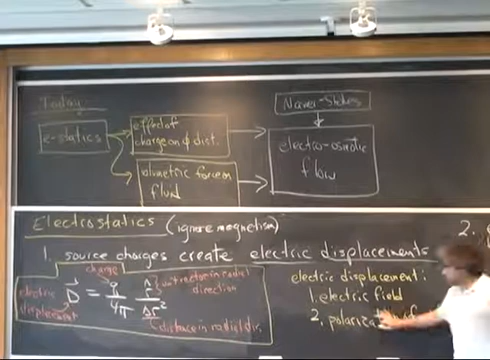 Today
e-statics
effect of
charge on ϕ dist.
volumetric force on
fluid
Navier-Stokes
electro-osmotic
flow
Electrostatics (ignore magnetism)
1. source charges create electric displacements
2.
charge
electric
displacement
D = q / 4π r̂ / Δr²
unit vector in radial
direction
distance in radial dir.
electric displacement:
1. electric field
2.